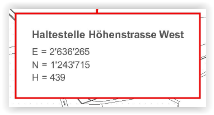 Haltestelle Höhenstrasse West
E = 2'636'265
N = 1'243'715
H = 439